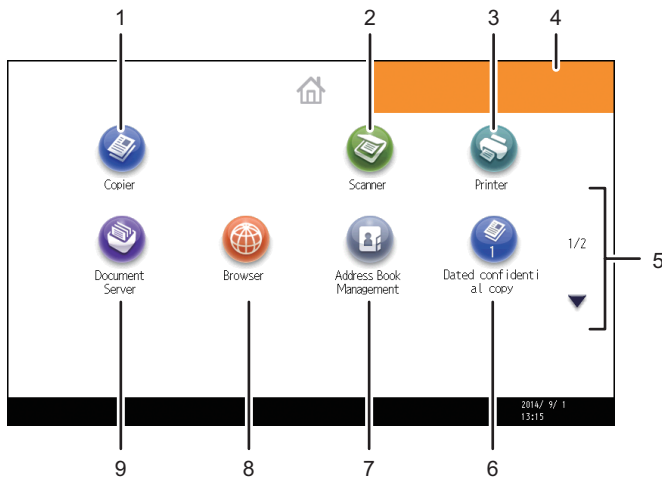 1 2 3 4
Copier Scanner Printer
Document
Server
Browser
Address Book
Management
1
Dated confidenti
al copy
1/2
5
2014/ 9/ 1
13:15
9 8 7 6